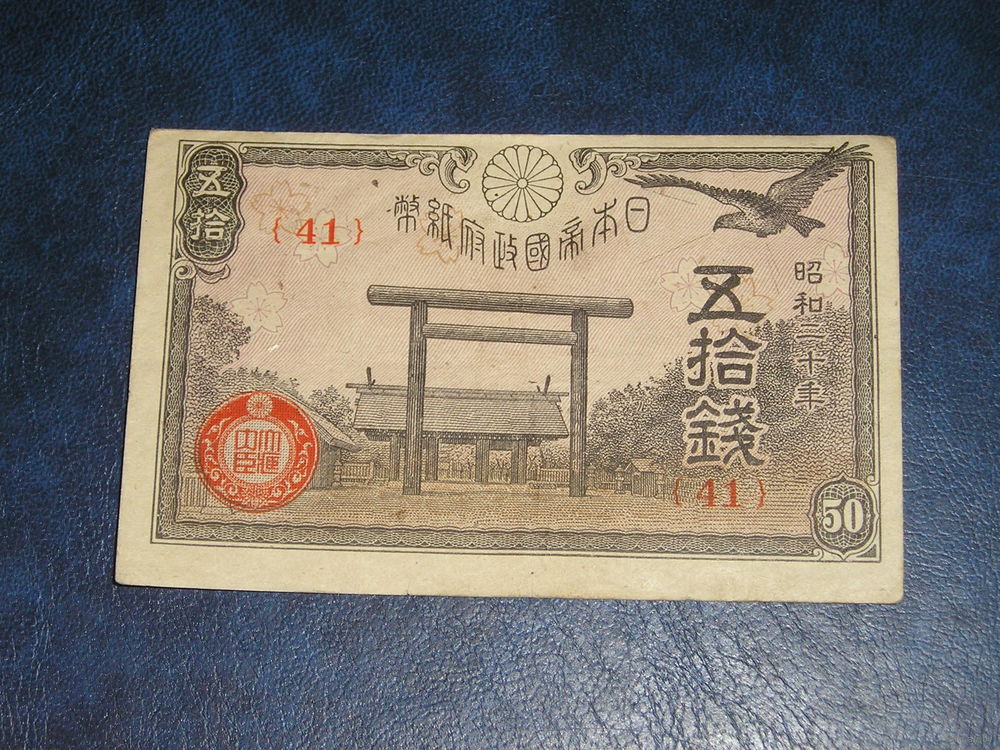 五拾
{ 41 }
日本帝國政府紙幣
昭和二十年
五拾錢
{ 41 }
50